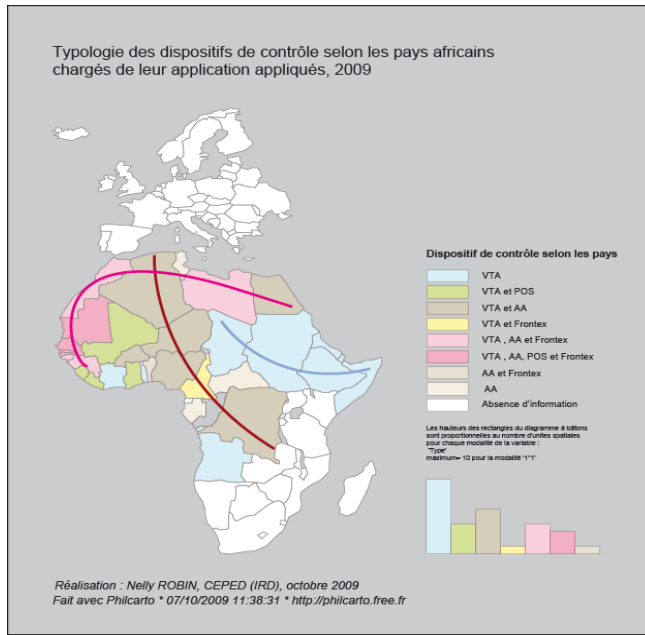 Typologie des dispositifs de contrôle selon les pays africains
chargés de leur application appliqués, 2009
Dispositif de contrôle selon les pays
VTA
VTA et POS
VTA et AA
VTA et Frontex
VTA , AA et Frontex
VTA , AA, POS et Frontex
AA et Frontex
AA
Absence d'information
Les hauteurs des rectangles du diagramme à bâtons
sont proportionnelles au nombre d'unites spatiales
pour chaque modalité de la variable :
'Type'
maximum= 10 pour la modalité '1*1'
Réalisation : Nelly ROBIN, CEPED (IRD), octobre 2009
Fait avec Philcarto * 07/10/2009 11:38:31 * http://philcarto.free.fr